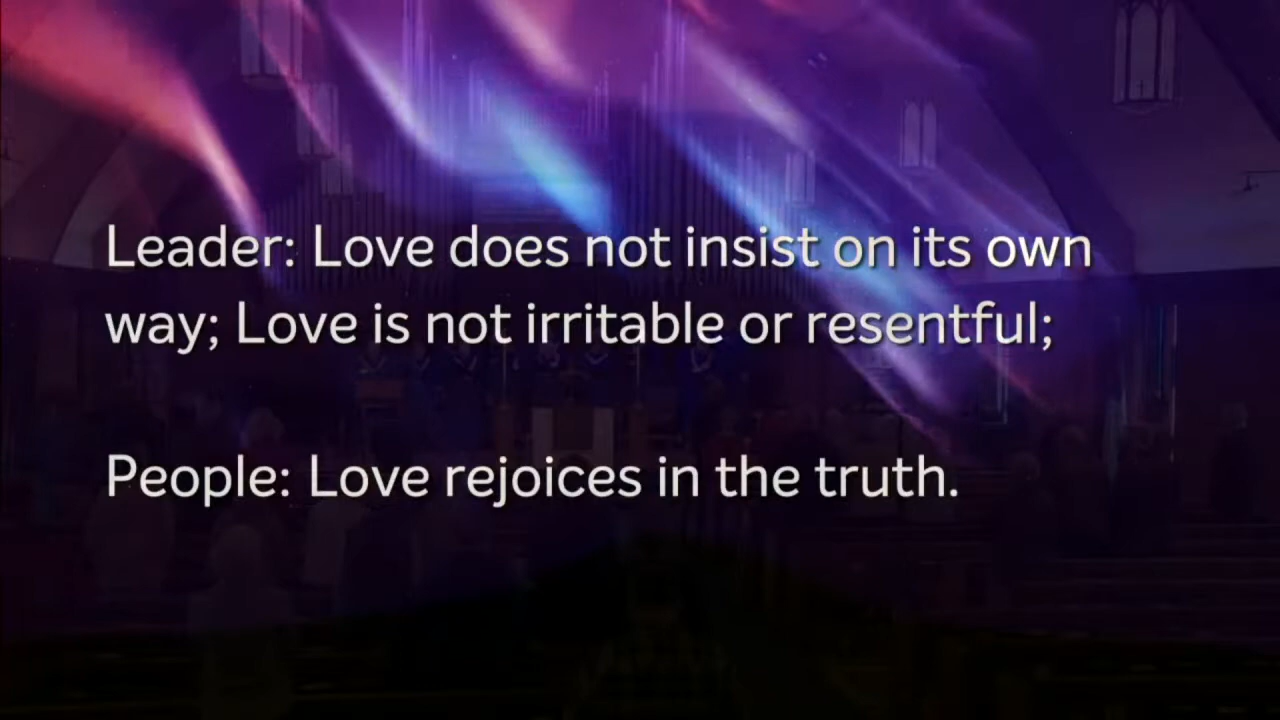 Leader: Love does not insist on its own
way; Love is not irritable or resentful;
People: Love rejoices in the truth.